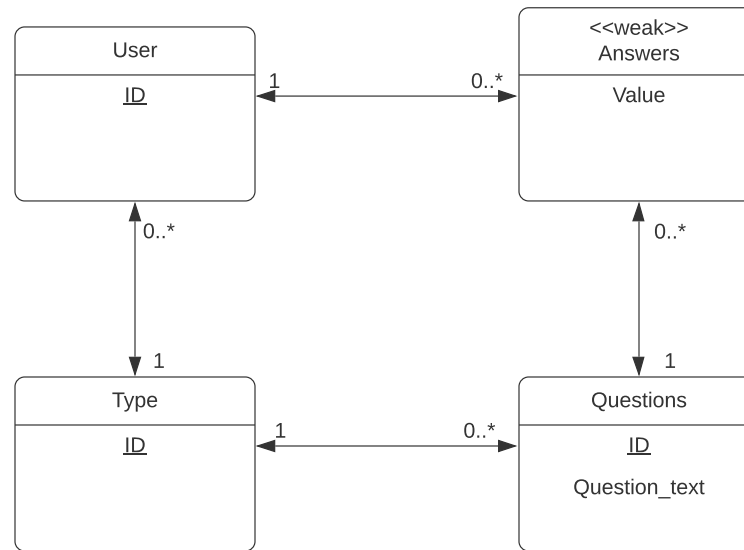 <<weak>>
User
Answers
ID
Value
1
0..*
0..*
0..*
1
1
Type
Questions
1
0..*
ID
ID
Question_text